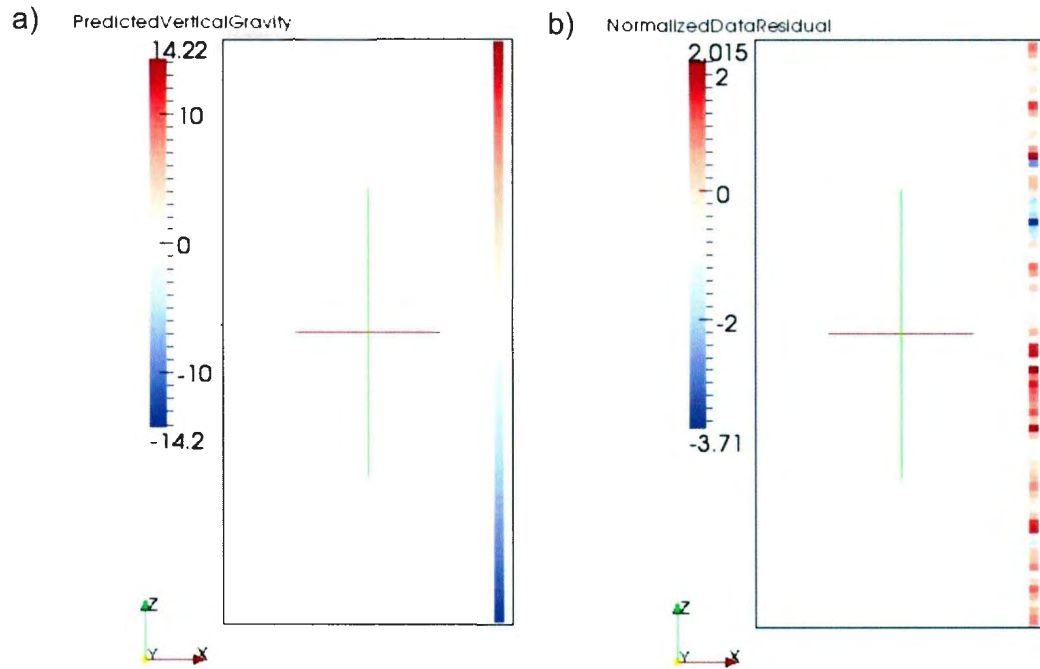 a) PredictedVerticalGravity
14.22
10
0
-10
-14.2
Z
Y
X
b) NormalizedDataResidual
2.015
2
0
-2
-3.71
Z
Y
X